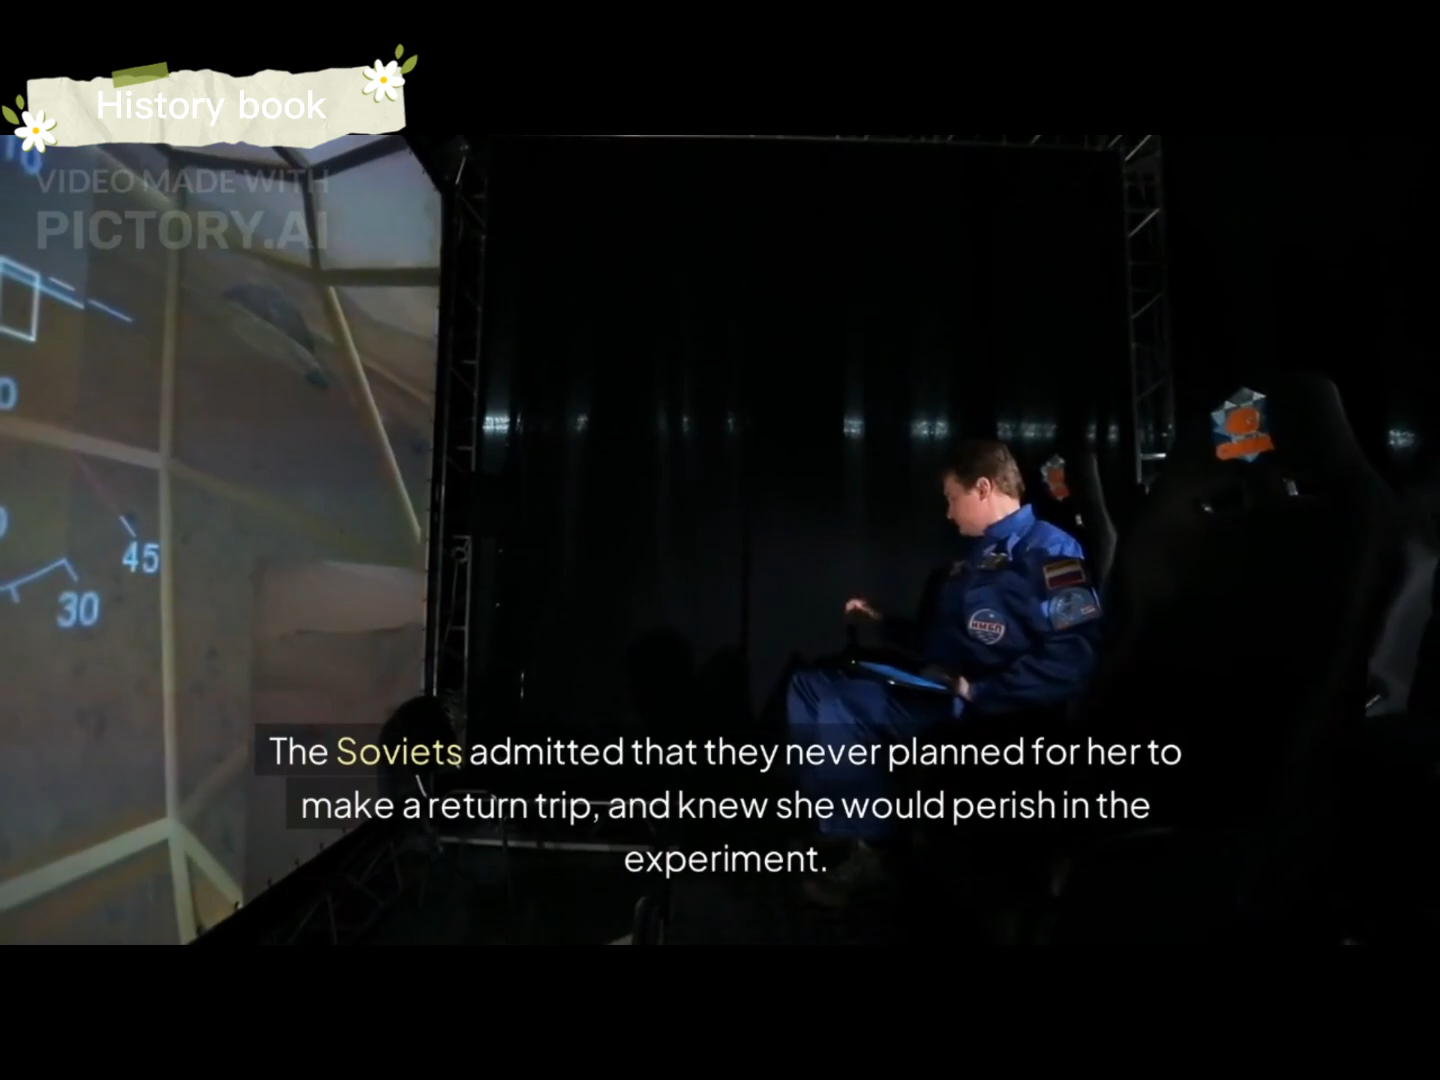 History book
VIDEO MADE WITH
PICTORY.AI
45
30
ИМБП
The Soviets admitted that they never planned for her to
make a return trip, and knew she would perish in the
experiment.